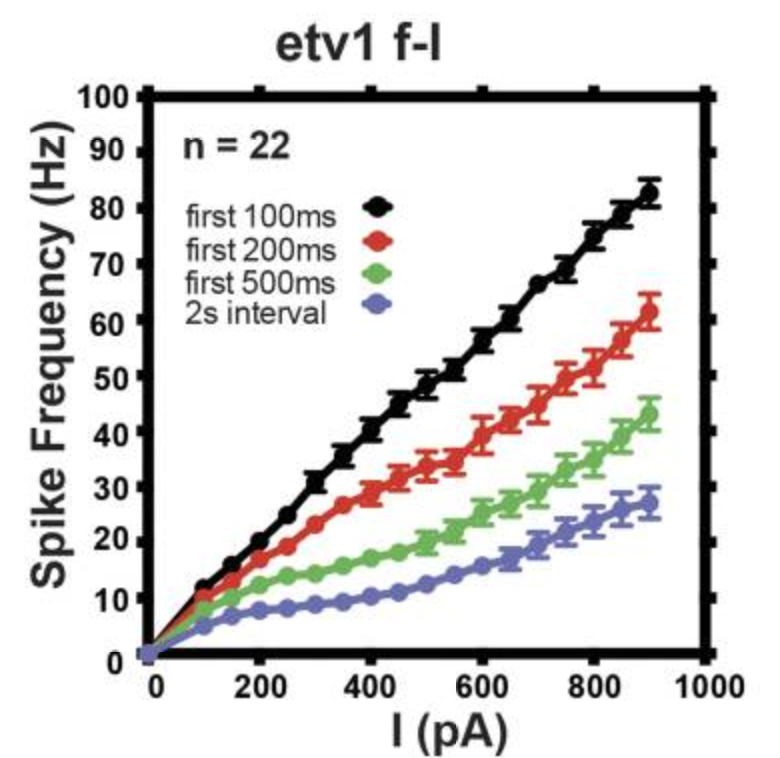 etv1 f-I
Spike Frequency (Hz)
100
90
80
70
60
50
40
30
20
10
0
n = 22
first 100ms
first 200ms
first 500ms
2s interval
0 200 400 600 800 1000
I (pA)